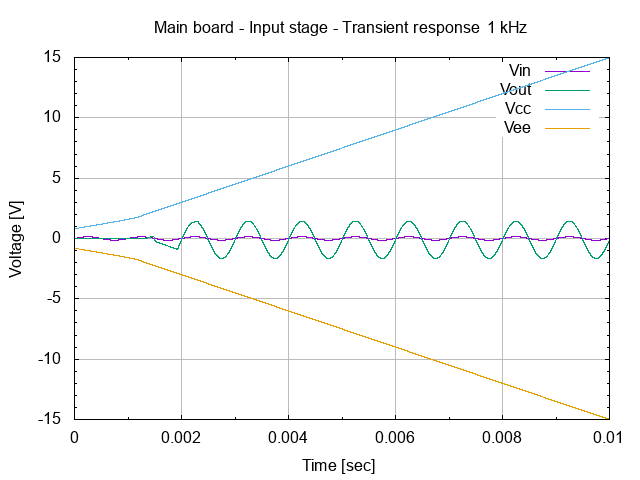 Main board - Input stage - Transient response 1 kHz
15
10
5
0
-5
-10
-15
Voltage [V]
Vin
Vout
Vcc
Vee
0
0.002
0.004
0.006
0.008
0.01
Time [sec]